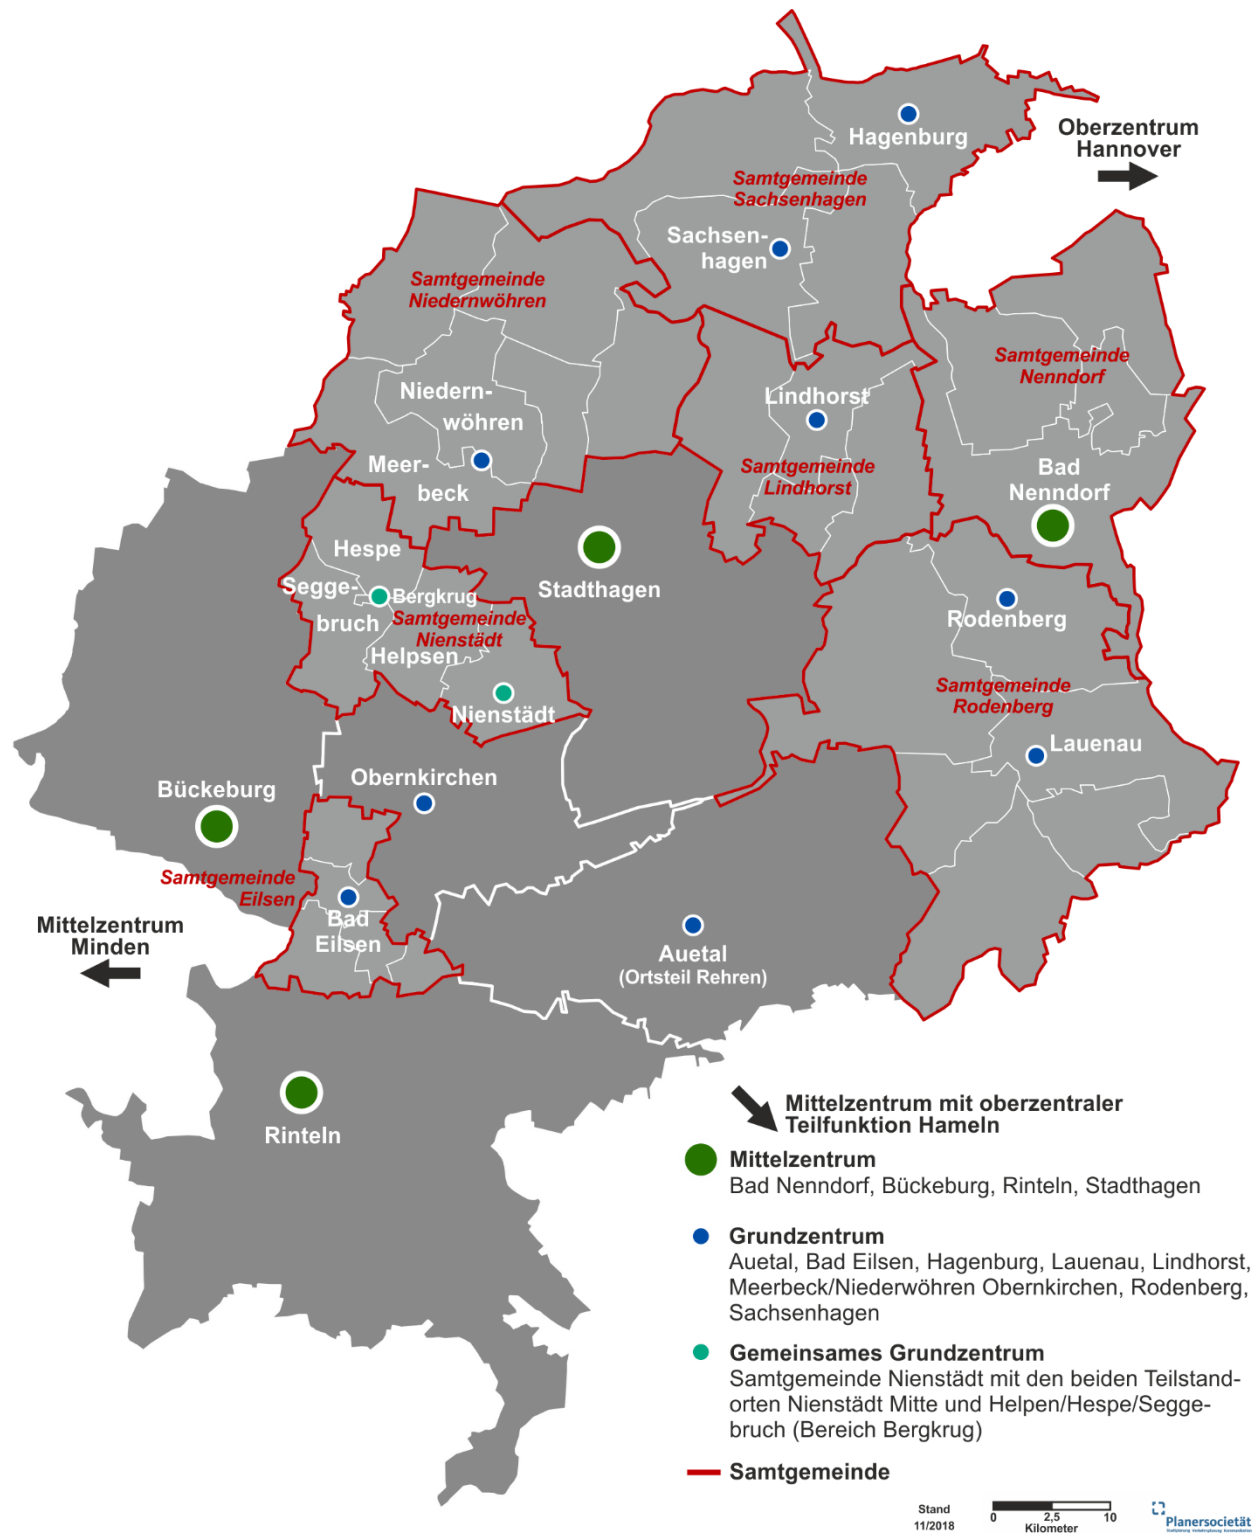 Hagenburg
Oberzentrum
Hannover
Samtgemeinde
Sachsenhagen
Sachsen-
hagen
Samtgemeinde
Niedernwöhren
Samtgemeinde
Nenndorf
Niedern-
wöhren
Lindhorst
Meer-
beck
Samtgemeinde
Lindhorst
Bad
Nenndorf
Hespe
Stadthagen
Segge-
bruch
Bergkrug
Samtgemeinde
Nienstädt
Helpsen
Rodenberg
Samtgemeinde
Rodenberg
Nienstädt
Lauenau
Obernkirchen
Bückeburg
Samtgemeinde
Eilsen
Bad
Eilsen
Mittelzentrum
Minden
Auetal
(Ortsteil Rehren)
Rinteln
Mittelzentrum mit oberzentraler
Teilfunktion Hameln
Mittelzentrum
Bad Nenndorf, Bückeburg, Rinteln, Stadthagen
Grundzentrum
Auetal, Bad Eilsen, Hagenburg, Lauenau, Lindhorst,
Meerbeck/Niederwöhren Obernkirchen, Rodenberg,
Sachsenhagen
Gemeinsames Grundzentrum
Samtgemeinde Nienstädt mit den beiden Teilstand-
orten Nienstädt Mitte und Helpen/Hespe/Segge-
bruch (Bereich Bergkrug)
Samtgemeinde
Stand
11/2018
0 2,5 10
Kilometer
Planersocietät
Stadtplanung Verkehrsplanung Kommunikation